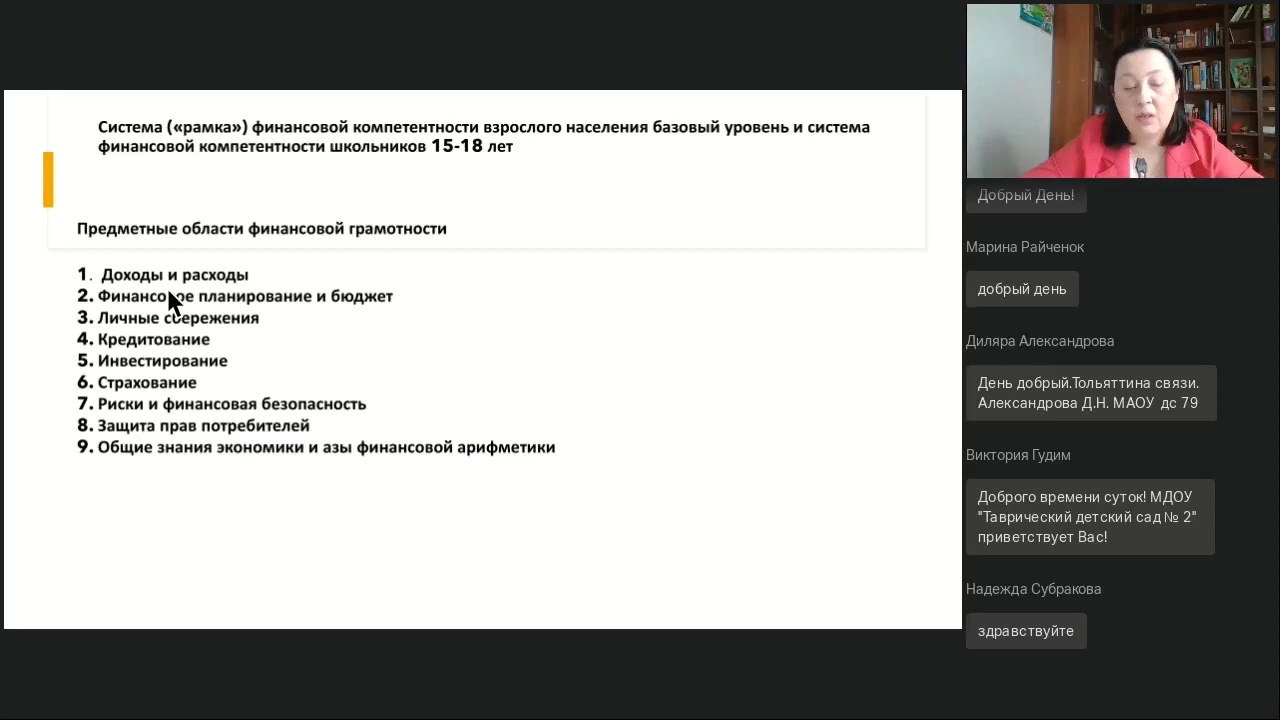 Система («рамка») финансовой компетентности взрослого населения базовый уровень и система
финансовой компетентности школьников 15-18 лет
Предметные области финансовой грамотности
1. Доходы и расходы
2. Финансовое планирование и бюджет
3. Личные сбережения
4. Кредитование
5. Инвестирование
6. Страхование
7. Риски и финансовая безопасность
8. Защита прав потребителей
9. Общие знания экономики и азы финансовой арифметики
Добрый День!
Марина Райченок
добрый день
Диляра Александрова
День добрый.Тольяттина связи.
Александрова Д.Н. МАОУ дс 79
Виктория Гудим
Доброго времени суток! МДОУ
"Таврический детский сад № 2"
приветствует Вас!
Надежда Субракова
здравствуйте